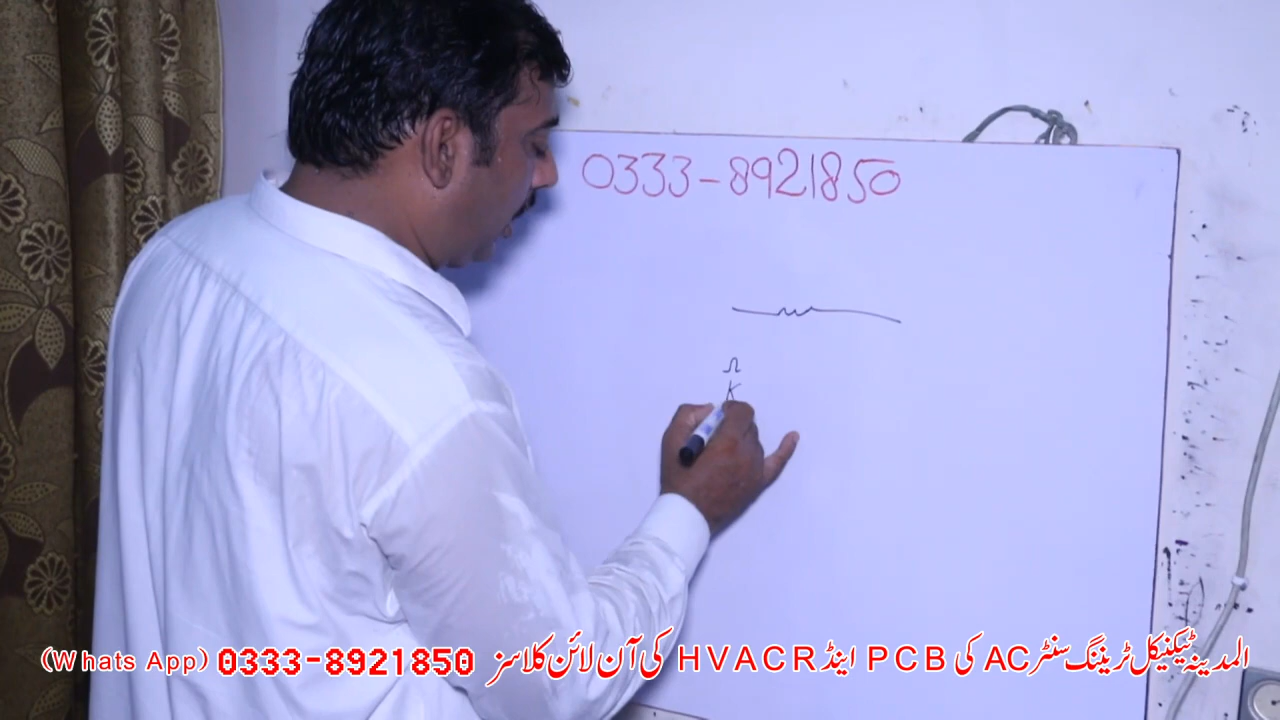 0333-8921850
Ω
K
المدینہ ٹیکنیکل ٹریننگ سنٹر AC کی PCB اینڈ HVACR کی آن لائن کلاسز 0333-8921850 (Whats App)